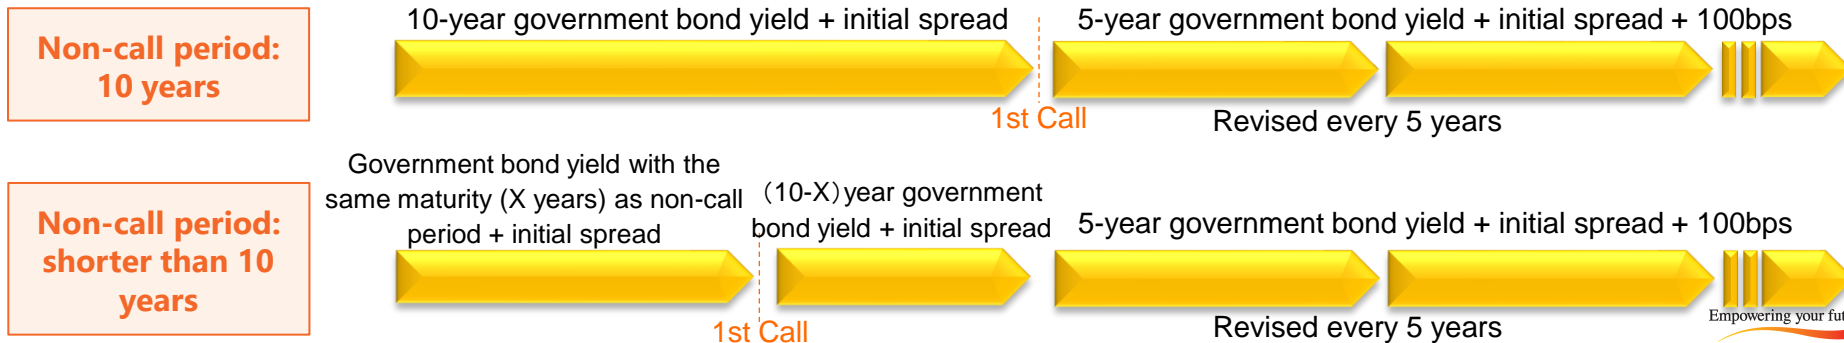 10-year government bond yield + initial spread
5-year government bond yield + initial spread + 100bps
Non-call period:
10 years
1st Call
Revised every 5 years
Government bond yield with the
same maturity (X years) as non-call
period + initial spread
（10-X）year government
bond yield + initial spread
5-year government bond yield + initial spread + 100bps
Non-call period:
shorter than 10
years
1st Call
Revised every 5 years
Empowering your fut